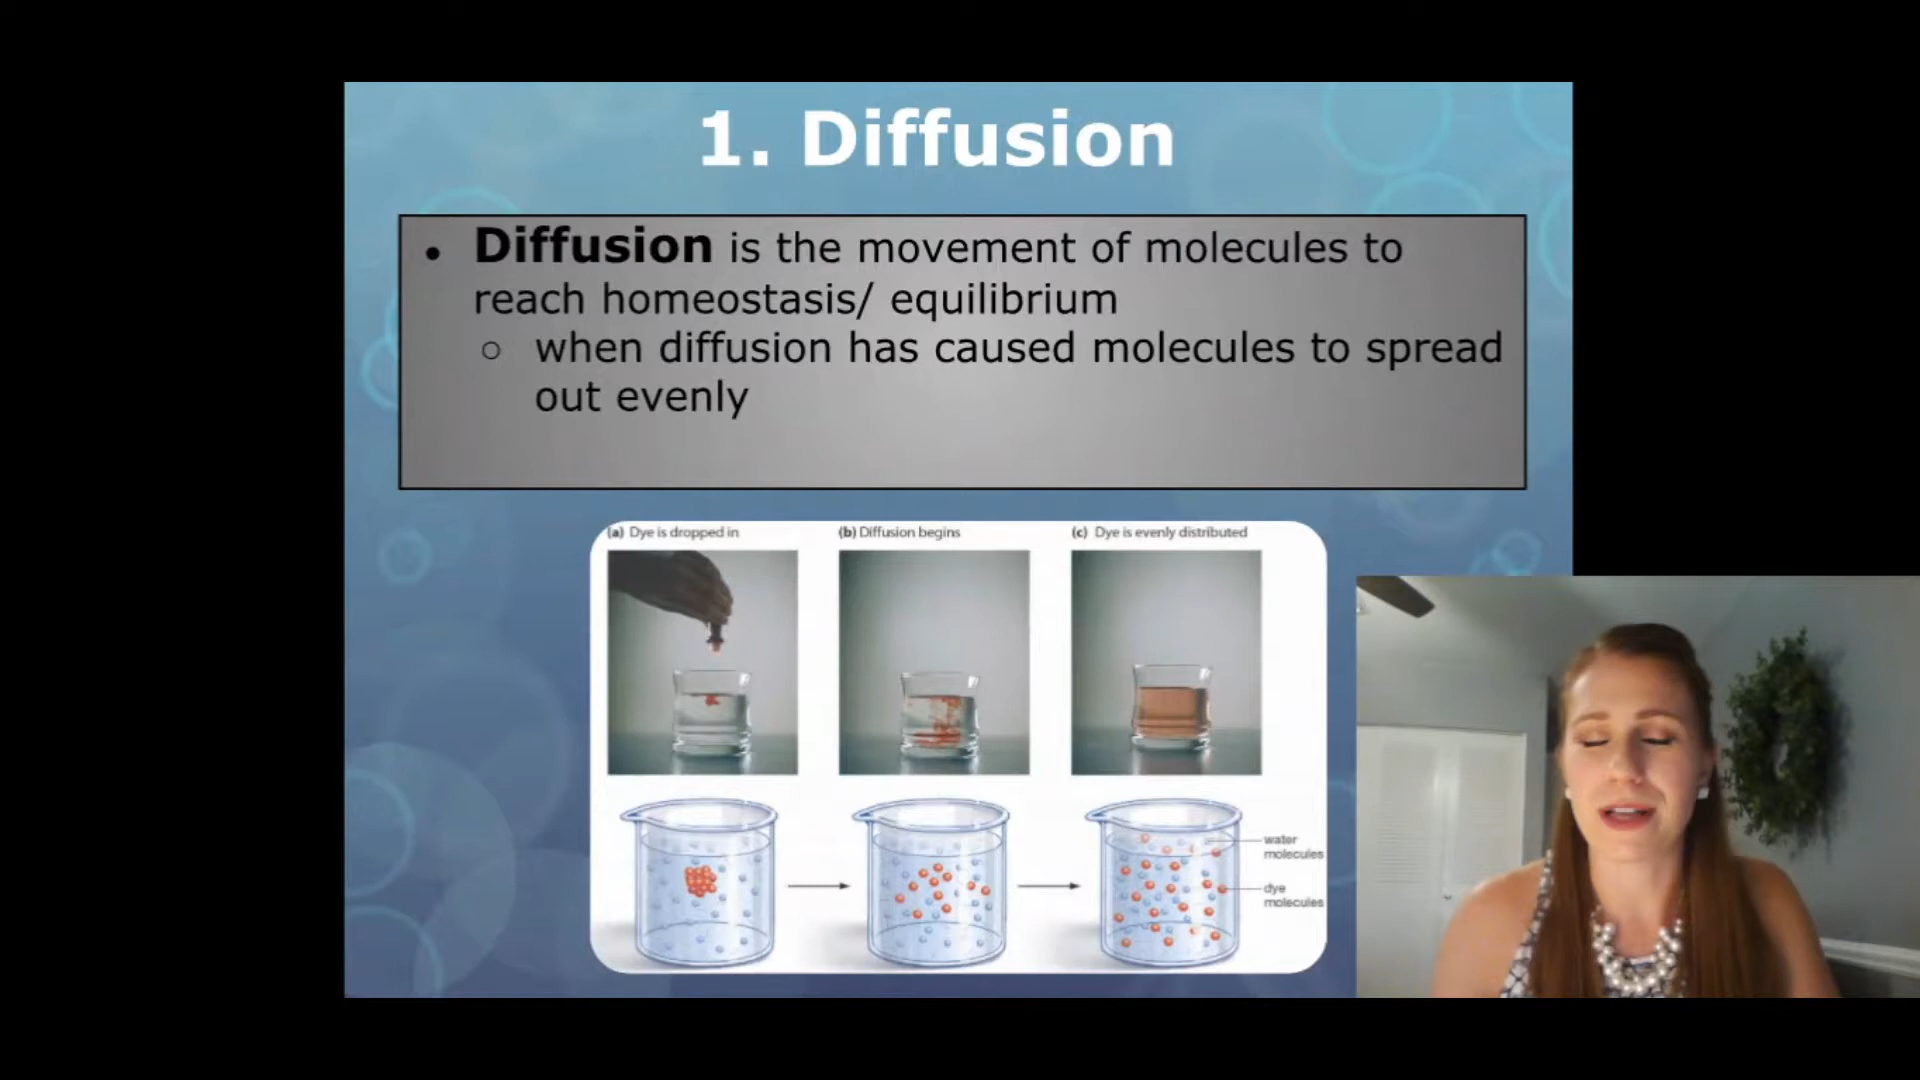 1. Diffusion
• Diffusion is the movement of molecules to
reach homeostasis/ equilibrium
○ when diffusion has caused molecules to spread
out evenly
(a) Dye is dropped in
(b) Diffusion begins
(c) Dye is evenly distributed
water
molecules
dye
molecules